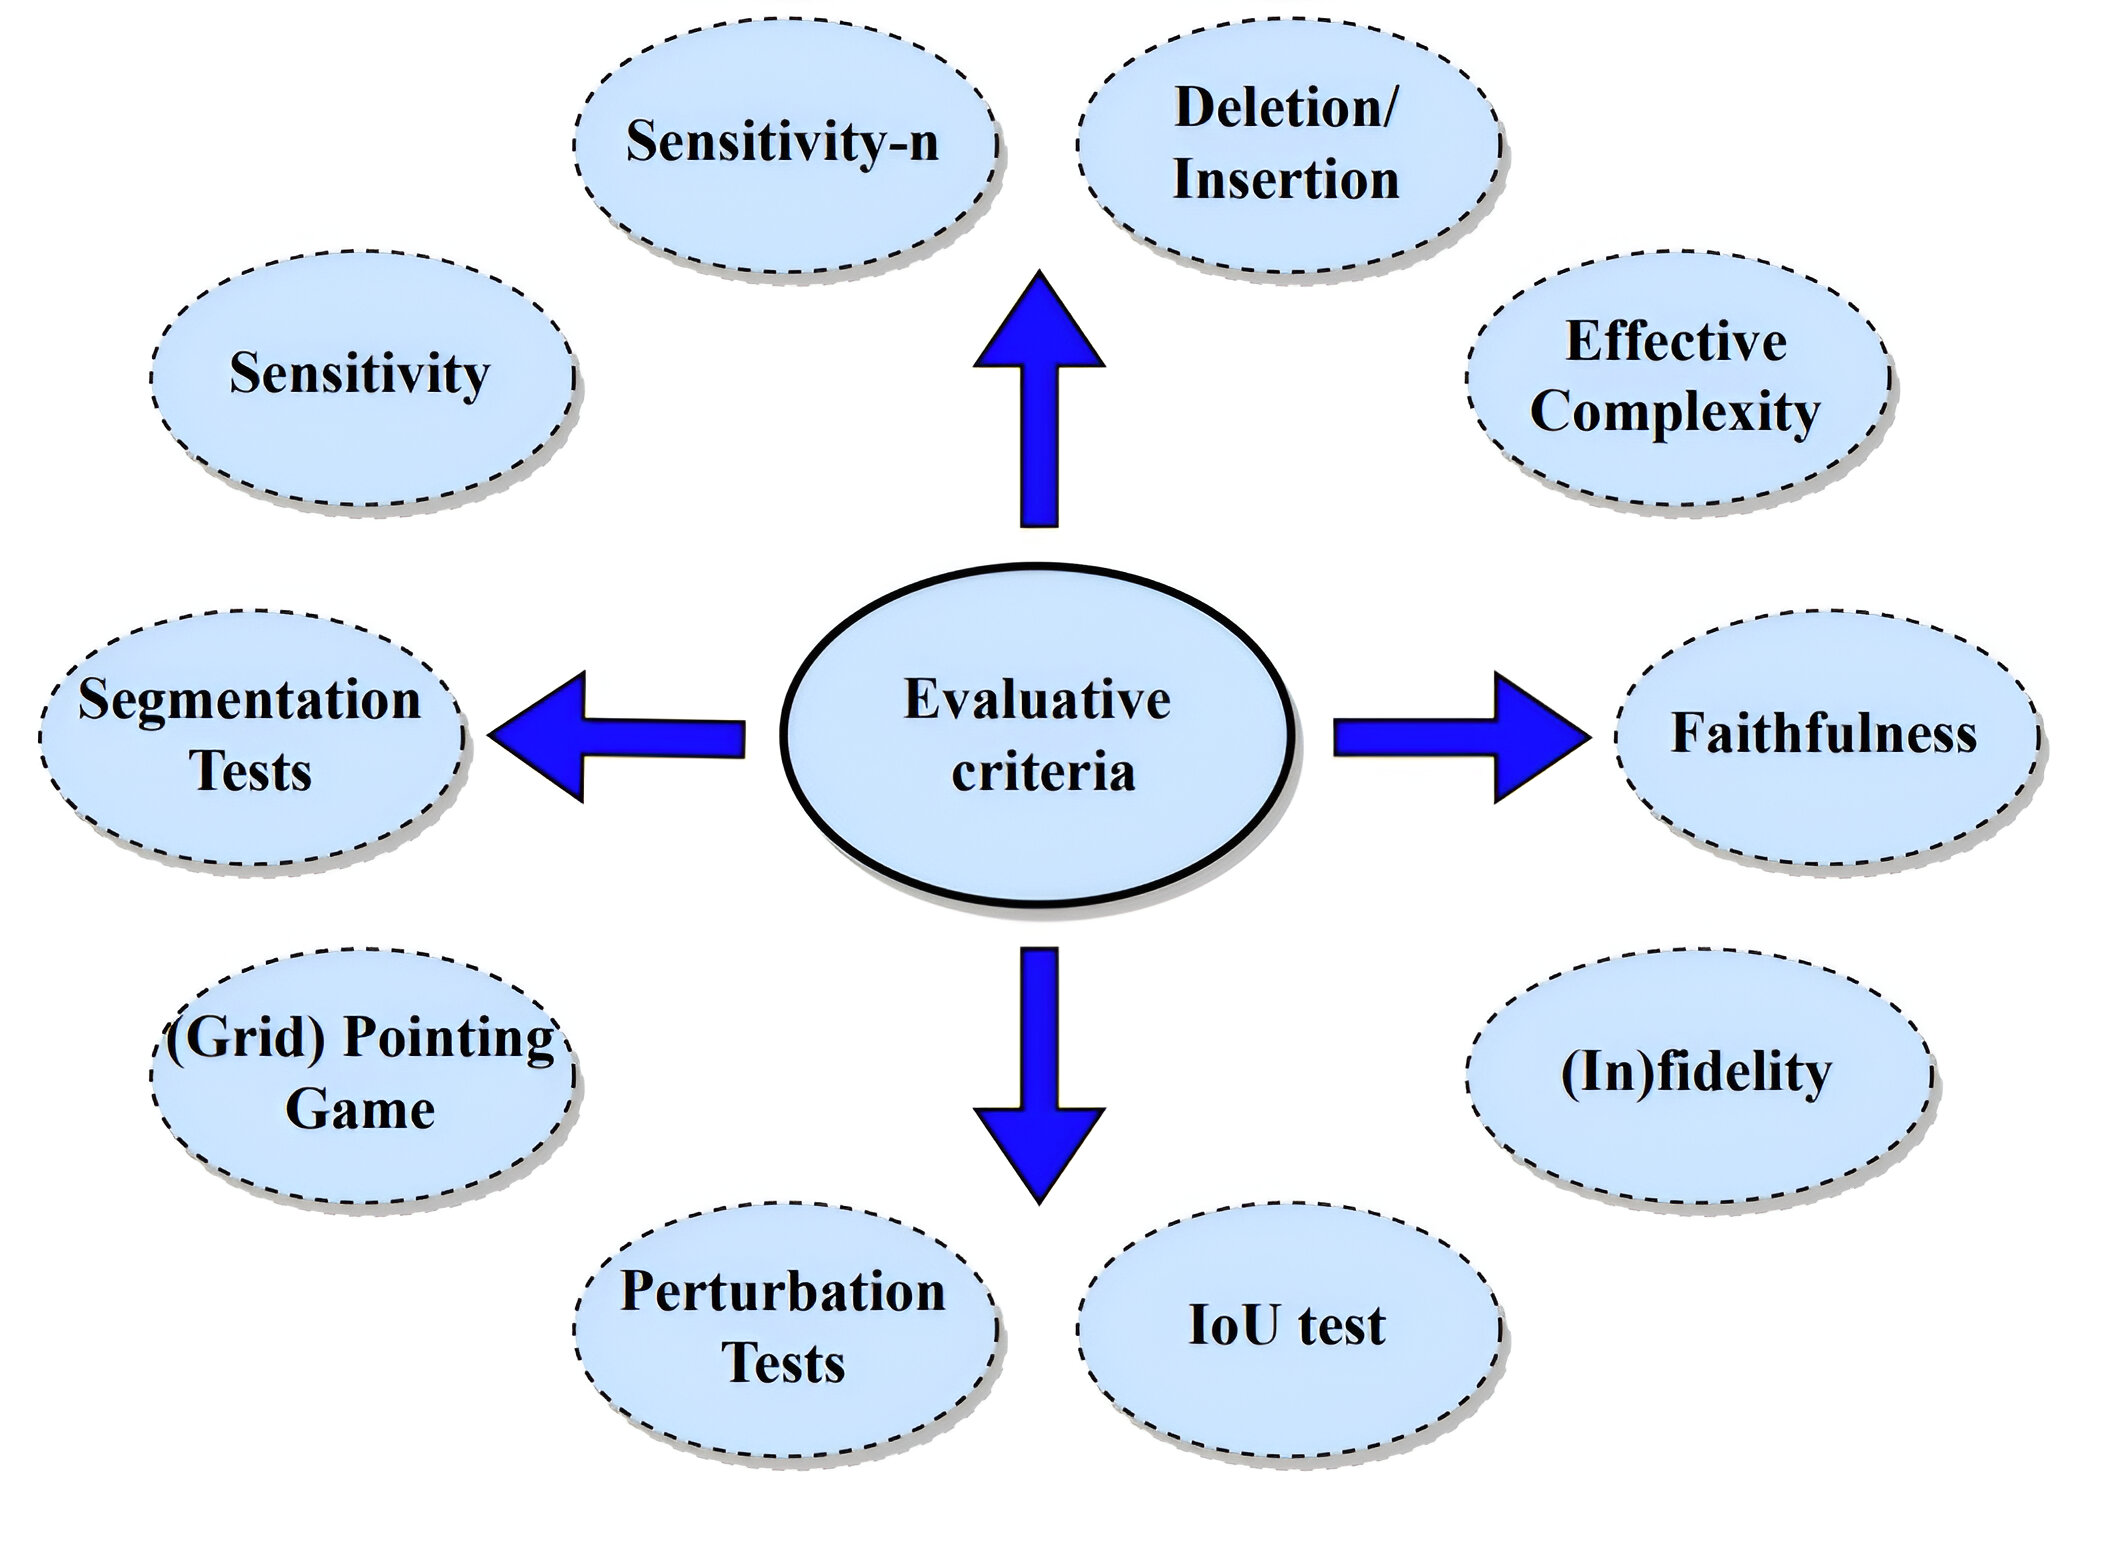 Sensitivity-n
Deletion/
Insertion
Sensitivity
Effective
Complexity
Segmentation
Tests
Evaluative
criteria
Faithfulness
(Grid) Pointing
Game
(In)fidelity
Perturbation
Tests
IoU test